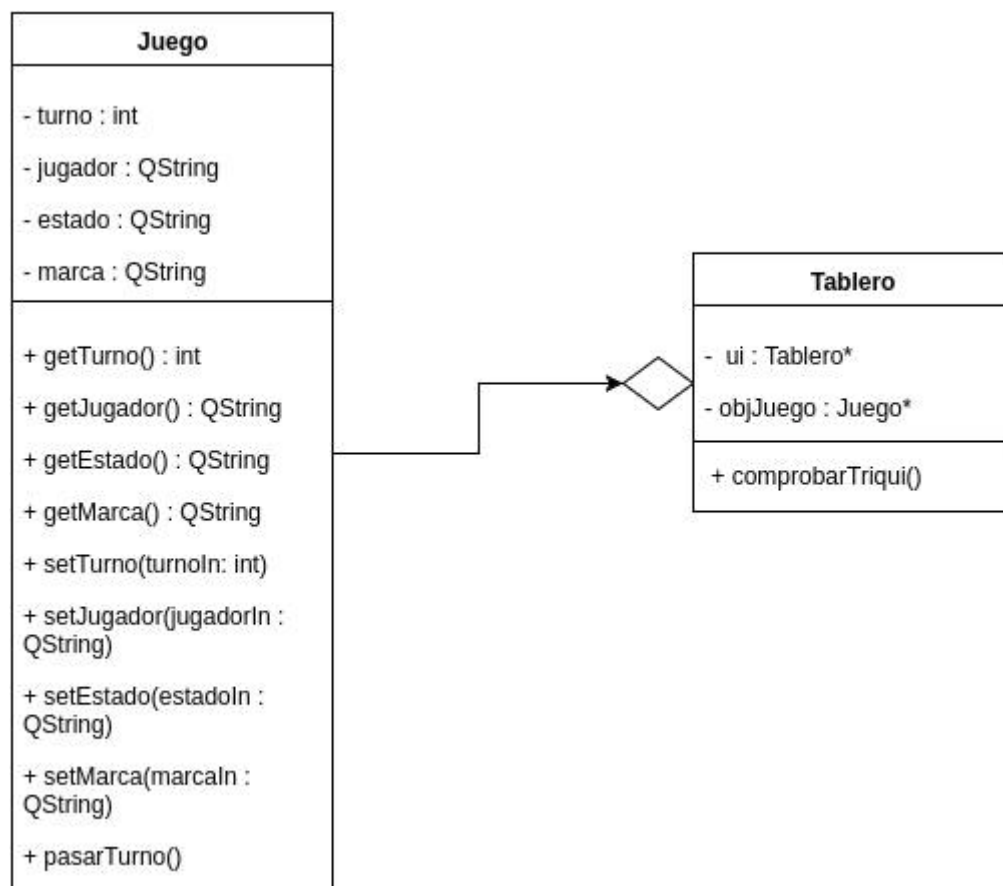 Juego
- turno : int
- jugador : QString
- estado : QString
- marca : QString
+ getTurno() : int
+ getJugador() : QString
+ getEstado() : QString
+ getMarca() : QString
+ setTurno(turnoIn: int)
+ setJugador(jugadorIn :
QString)
+ setEstado(estadoIn :
QString)
+ setMarca(marcaIn :
QString)
+ pasarTurno()
Tablero
- ui : Tablero*
- objJuego : Juego*
+ comprobarTriqui()